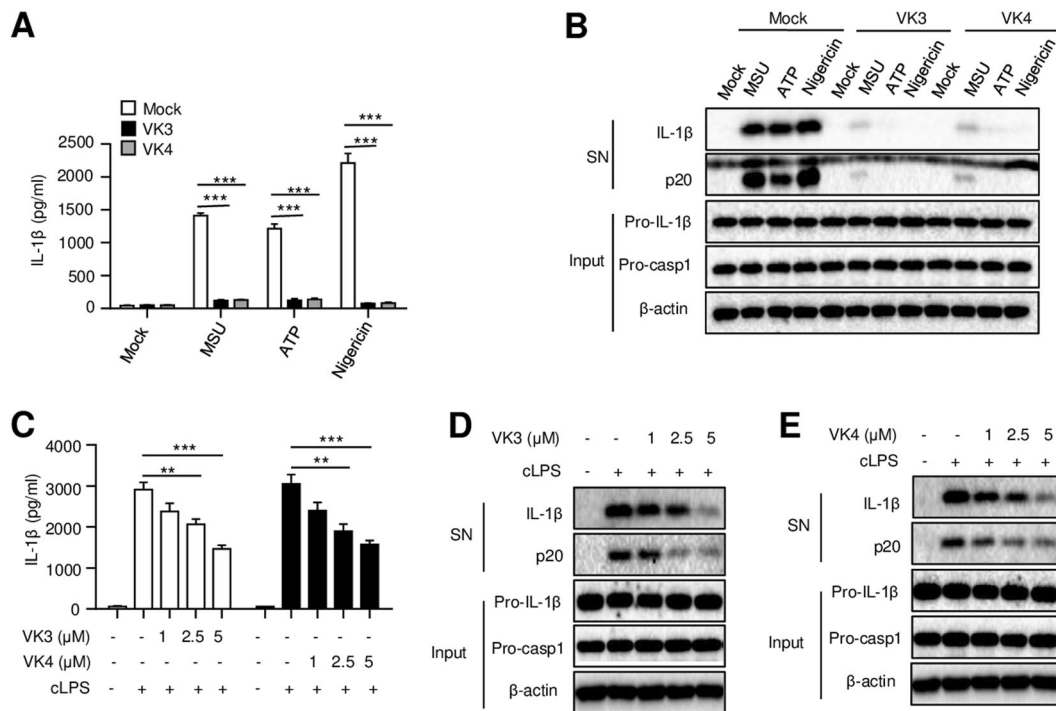 A
Mock
VK3
VK4
IL-1β (pg/ml)
2500
2000
1500
1000
500
0
*** *** *** *** *** ***
Mock MSU ATP Nigericin
B
Mock VK3 VK4
Mock MSU ATP Nigericin Mock MSU ATP Nigericin Mock MSU ATP Nigericin
SN
IL-1β
p20
Input
Pro-IL-1β
Pro-casp1
β-actin
C
IL-1β (pg/ml)
4000
3000
2000
1000
0
*** ***
** **
VK3 (μM) - - 1 2.5 5 - - - - -
VK4 (μM) - - - - - - - 1 2.5 5
cLPS - + + + + - + + + +
D
VK3 (μM) - - 1 2.5 5
cLPS - + + + +
SN
IL-1β
p20
Input
Pro-IL-1β
Pro-casp1
β-actin
E
VK4 (μM) - - 1 2.5 5
cLPS - + + + +
SN
IL-1β
p20
Input
Pro-IL-1β
Pro-casp1
β-actin